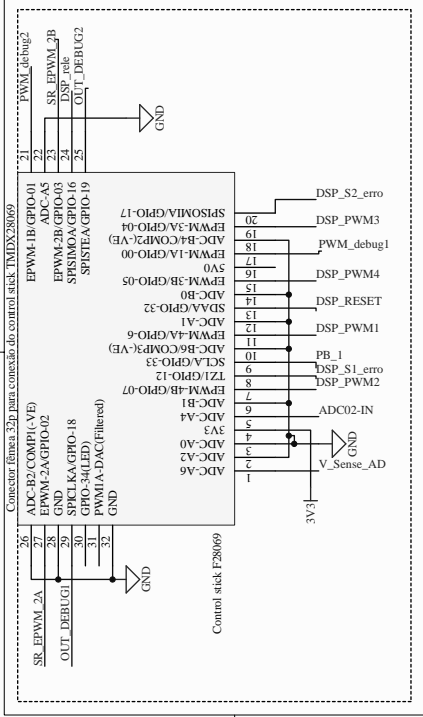 Conector fêmea 32p para conexão do control stick TMDX28069
PWM_debug2
SR_EPWM_2B
DSP_rele
OUT_DEBUG2
GND
21
22
23
24
25
EPWM-1B/GPIO-01
ADC-A5
EPWM-2B/GPIO-03
SPISIMOA/GPIO-16
SPISTEA/GPIO-19
SPISOMIA/GPIO-17
EPWM-3A/GPIO-04
ADC-B4/COMP2(-VE)
EPWM-1A/GPIO-00
5V0
EPWM-3B/GPIO-05
ADC-B0
SDAA/GPIO-32
ADC-A1
EPWM-4A/GPIO-6
ADC-B6/COMP3(-VE)
SCLA/GPIO-33
TZ1/GPIO-12
EPWM-4B/GPIO-07
ADC-B1
ADC-A4
3V3
ADC-A0
ADC-A2
ADC-A6
20
19
18
17
16
15
14
13
12
11
10
9
8
7
6
5
4
3
2
1
DSP_S2_erro
DSP_PWM3
PWM_debug1
DSP_PWM4
DSP_RESET
DSP_PWM1
PB_1
DSP_S1_erro
DSP_PWM2
ADC02-IN
GND
V_Sense_AD
3V3
ADC-B2/COMP1(-VE)
EPWM-2A/GPIO-02
GND
SPICLKA/GPIO-18
GPIO-34(LED)
PWM1A-DAC(Filtered)
GND
26
27
28
29
30
31
32
SR_EPWM_2A
OUT_DEBUG1
GND
Control stick F28069